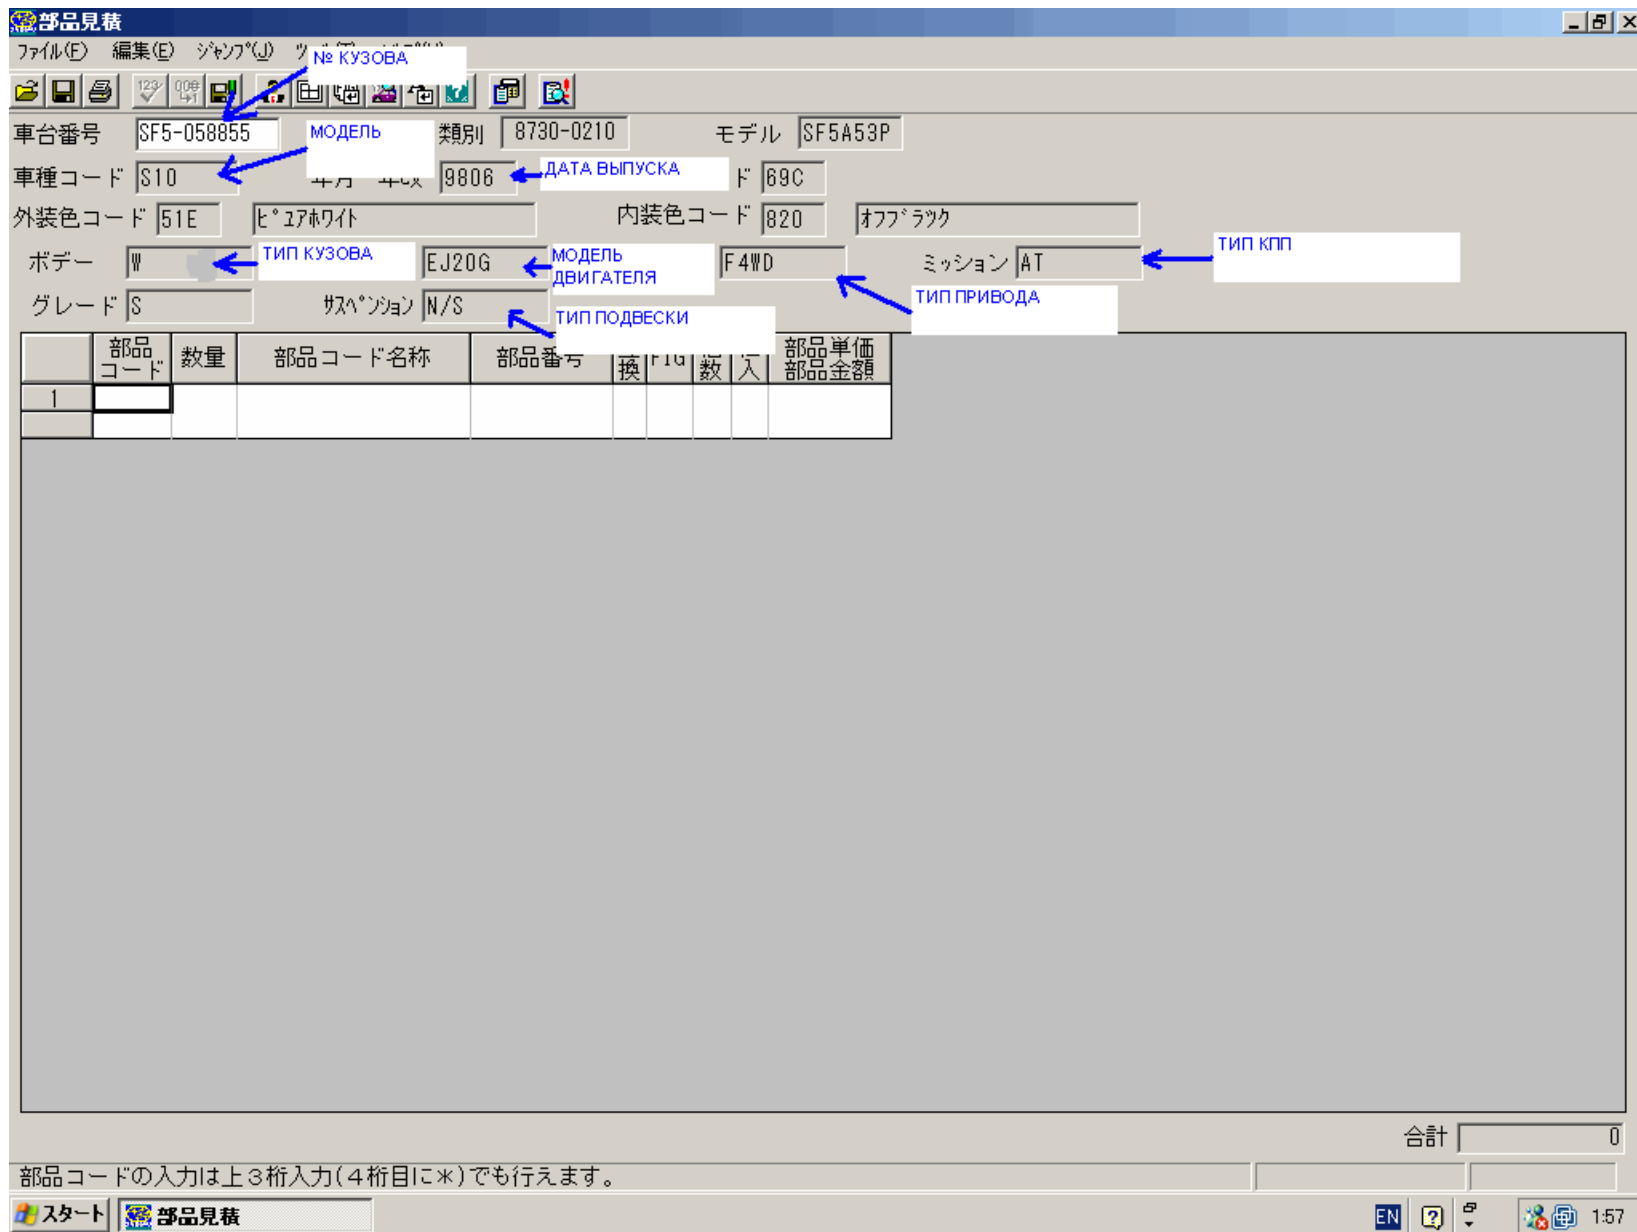 部品見積
ファイル(F) 編集(E) ジャンプ(J)
№ КУЗОВА
車台番号 SF5-058855 МОДЕЛЬ 類別 8730-0210 モデル SF5A53P
車種コード S10 9806 ДАТА ВЫПУСКА ド 69C
外装色コード 51E ピュアホワイト 内装色コード 820 オフブラック
ボデー W ТИП КУЗОВА EJ20G МОДЕЛЬ ДВИГАТЕЛЯ F4WD ミッション AT ТИП КПП
グレード S サスペンション N/S ТИП ПОДВЕСКИ ТИП ПРИВОДА
部品コード 数量 部品コード名称 部品番号 換 FIG 数 入 部品単価 部品金額
1
合計 0
部品コードの入力は上3桁入力(4桁目に*)でも行えます。
スタート 部品見積 EN 1:57